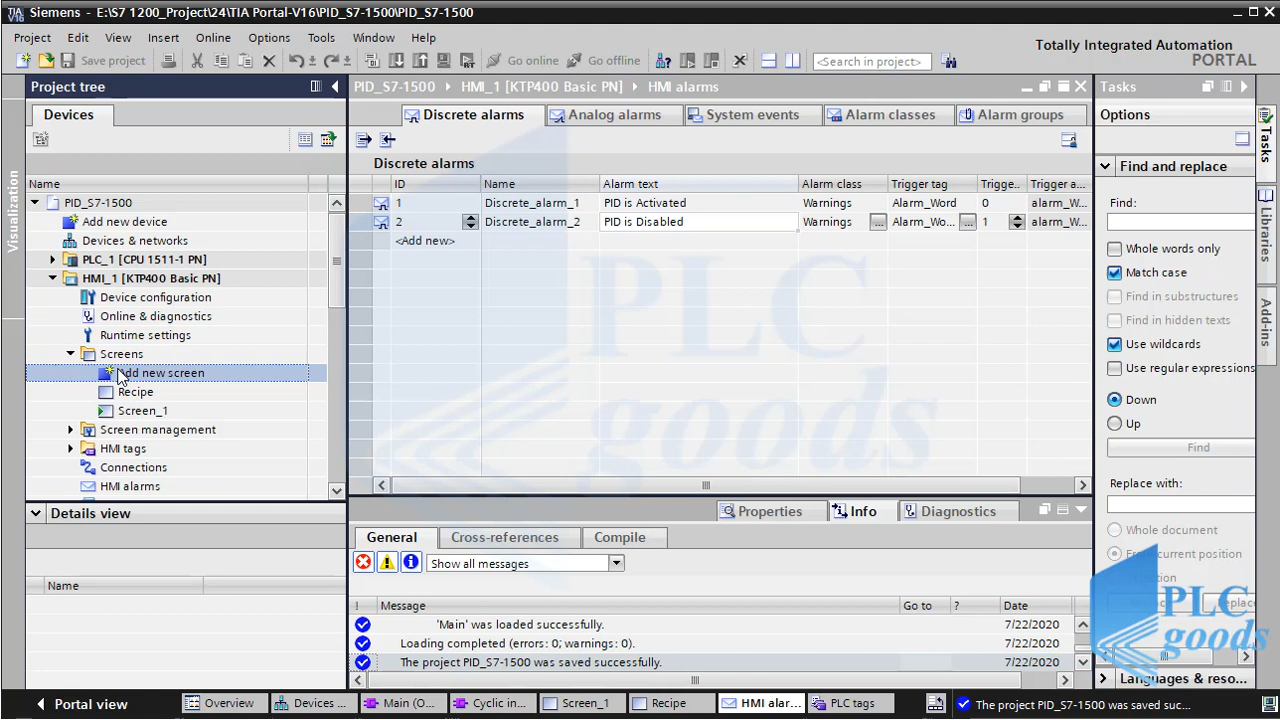 Siemens - E:\S7 1200_Project\24\TIA Portal-V16\PID_S7-1500\PID_S7-1500
Project Edit View Insert Online Options Tools Window Help
Totally Integrated Automation
PORTAL
Save project
Go online
Go offline
<Search in project>
Project tree
Devices
Visualization
Name
PID_S7-1500
Add new device
Devices & networks
PLC_1 [CPU 1511-1 PN]
HMI_1 [KTP400 Basic PN]
Device configuration
Online & diagnostics
Runtime settings
Screens
Add new screen
Recipe
Screen_1
Screen management
HMI tags
Connections
HMI alarms
Details view
Name
PID_S7-1500 HMI_1 [KTP400 Basic PN] HMI alarms
Discrete alarms Analog alarms System events Alarm classes Alarm groups
Discrete alarms
ID Name Alarm text Alarm class Trigger tag Trigge.. Trigger a...
1 Discrete_alarm_1 PID is Activated Warnings Alarm_Word 0 alarm_W...
2 Discrete_alarm_2 PID is Disabled Warnings ... Alarm_Wo... ... 1 alarm_W...
<Add new>
PLC
goods
Properties Info Diagnostics
General Cross-references Compile
Show all messages
! Message Go to ? Date
'Main' was loaded successfully. 7/22/2020
Loading completed (errors: 0; warnings: 0). 7/22/2020
The project PID_S7-1500 was saved successfully. 7/22/2020
Tasks
Options
Find and replace
Find:
Whole words only
Match case
Find in substructures
Find in hidden texts
Use wildcards
Use regular expressions
Down
Up
Find
Replace with:
Whole document
From current position
PLC
goods
Languages & reso...
Tasks
Libraries
Add-ins
Portal view
Overview
Devices ...
Main (O...
Cyclic in...
Screen_1
Recipe
HMI alar...
PLC tags
The project PID_S7-1500 was saved suc...